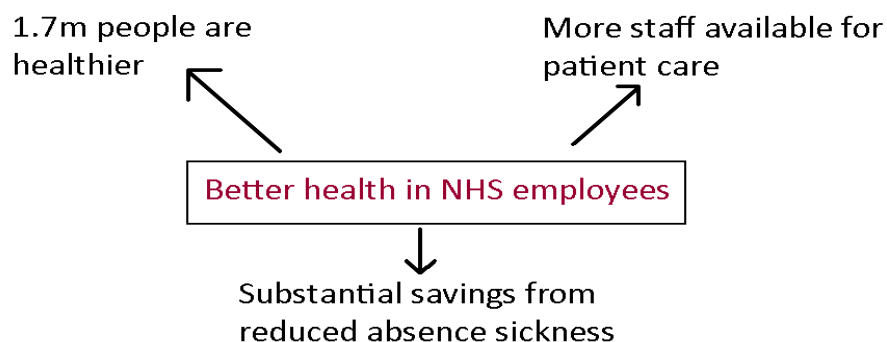 1.7m people are
healthier
More staff available for
patient care
Better health in NHS employees
Substantial savings from
reduced absence sickness